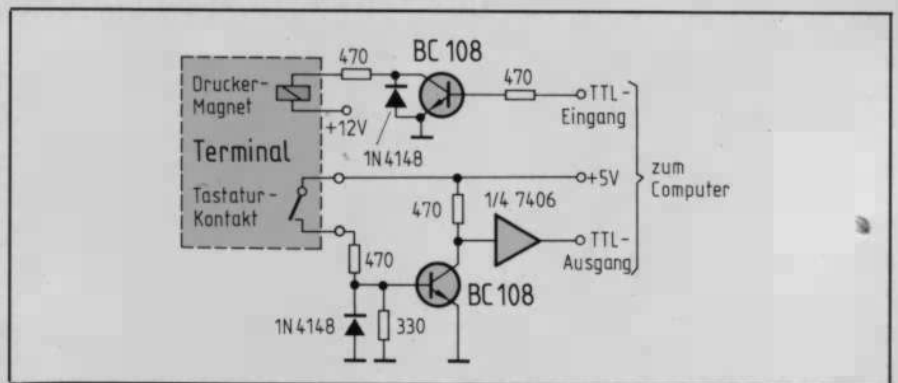 BC 108
470
470
Drucker-
Magnet
+12V
1N4148
TTL-
Eingang
Terminal
zum
Computer
+5V
Tastatur-
Kontakt
470
1/4 7406
TTL-
Ausgang
470
BC 108
1N4148
330